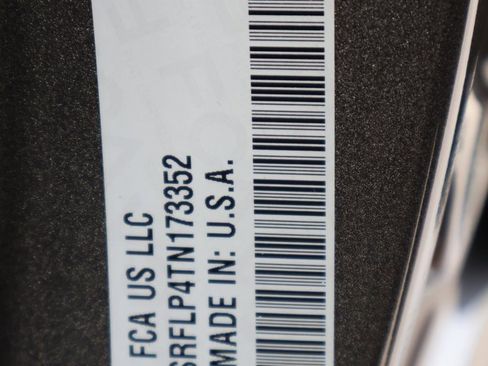 FCA US LLC
SRFLP4TN173352
MADE IN: U.S.A.